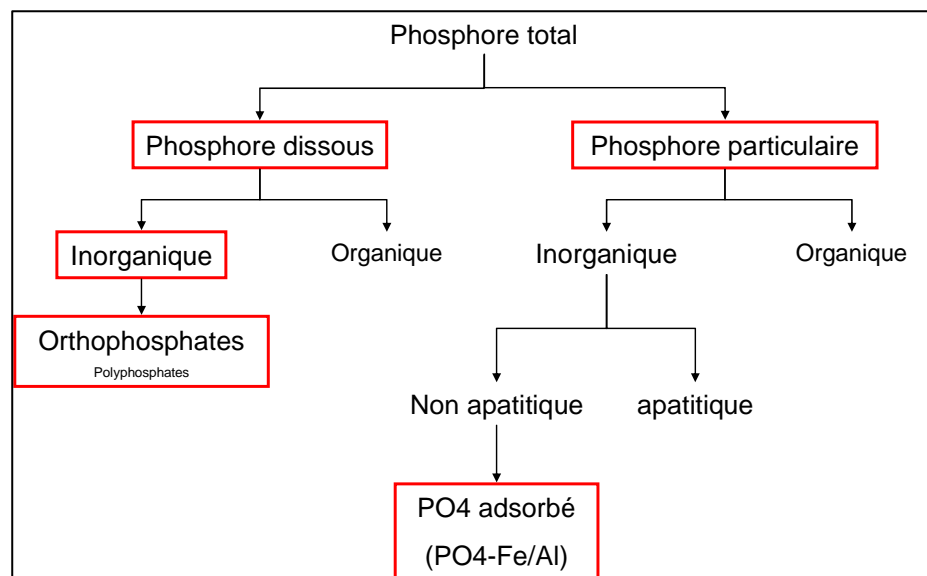 Phosphore total
Phosphore dissous
Phosphore particulaire
Inorganique
Organique
Inorganique
Organique
Orthophosphates
Polyphosphates
Non apatitique
apatitique
PO4 adsorbé
(PO4-Fe/Al)